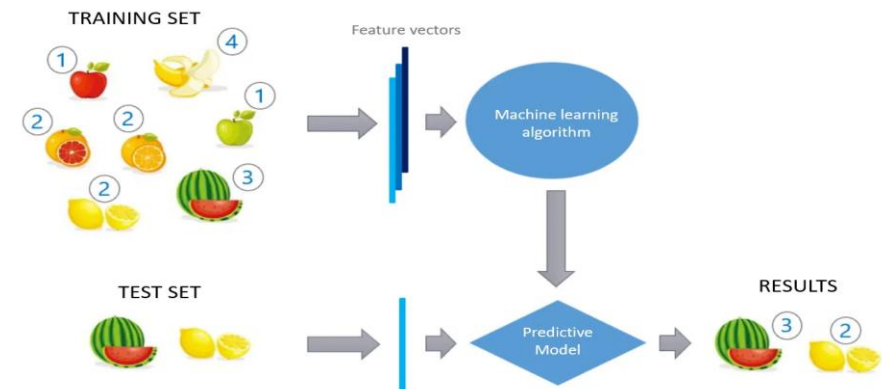 TRAINING SET
Feature vectors
1
4
1
2
2
Machine learning
algorithm
2
3
TEST SET
RESULTS
3
2
Predictive
Model